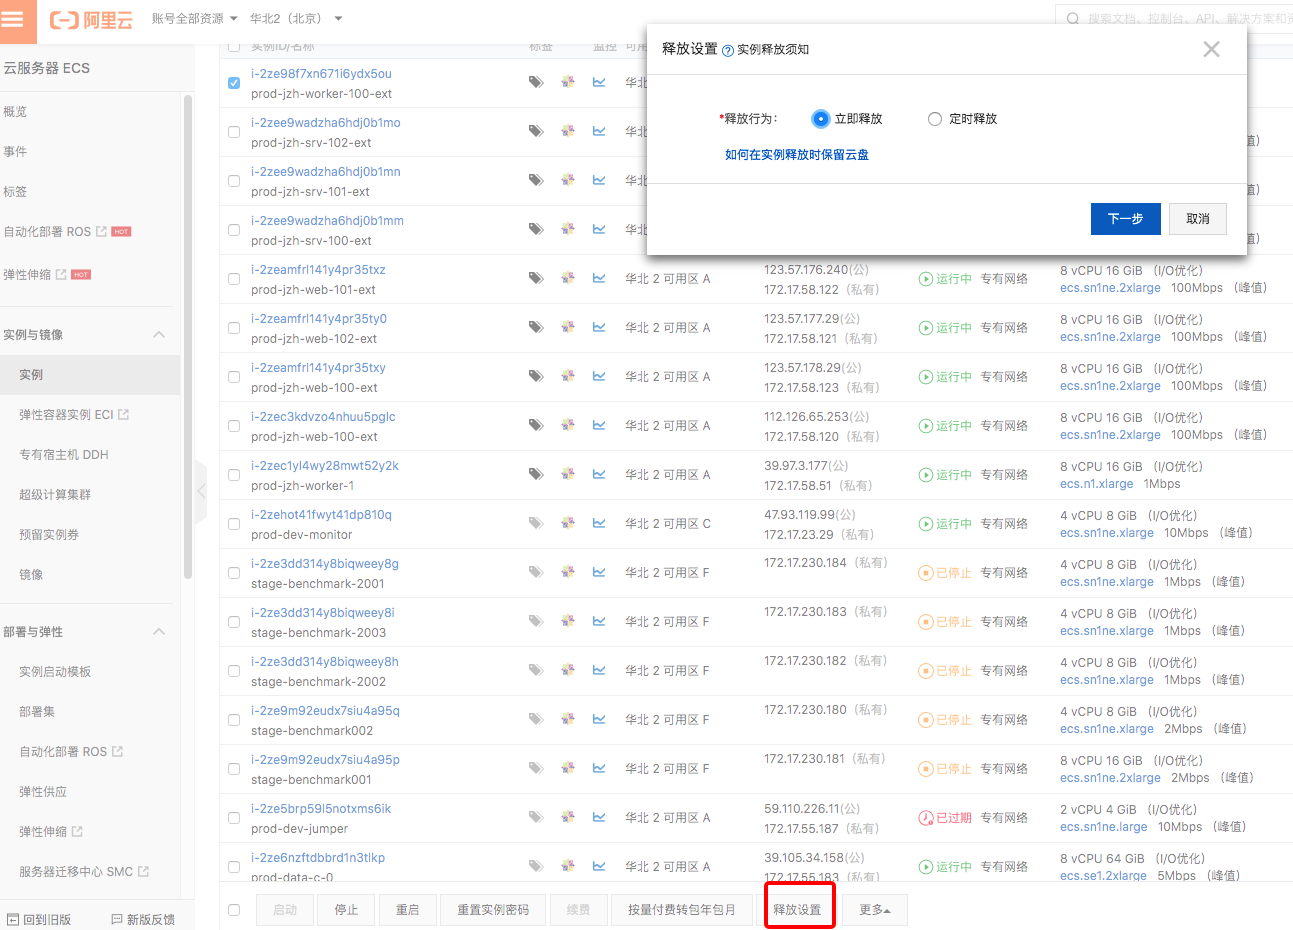 阿里云 账号全部资源 华北2（北京） 搜索文档、控制台、API、解决方案和资
云服务器 ECS
概览
事件
标签
自动化部署 ROS HOT
弹性伸缩 HOT
实例与镜像
实例
弹性容器实例 ECI
专有宿主机 DDH
超级计算集群
预留实例券
镜像
部署与弹性
实例启动模板
部署集
自动化部署 ROS
弹性供应
弹性伸缩
服务器迁移中心 SMC
回到旧版 新版反馈
实例ID/名称 标签 监控 可用
i-2ze98f7xn671i6ydx5ou 华北
prod-jzh-worker-100-ext
i-2zee9wadzha6hdj0b1mo 华北
prod-jzh-srv-102-ext 值）
i-2zee9wadzha6hdj0b1mn 华北
prod-jzh-srv-101-ext 值）
i-2zee9wadzha6hdj0b1mm 华北
prod-jzh-srv-100-ext 值）
释放设置 实例释放须知
*释放行为： 立即释放 定时释放
如何在实例释放时保留云盘
下一步 取消
i-2zeamfrl141y4pr35txz 华北 2 可用区 A 123.57.176.240(公) 运行中 专有网络 8 vCPU 16 GiB （I/O优化）
prod-jzh-web-101-ext 172.17.58.122 （私有） ecs.sn1ne.2xlarge 100Mbps （峰值）
i-2zeamfrl141y4pr35ty0 华北 2 可用区 A 123.57.177.29(公) 运行中 专有网络 8 vCPU 16 GiB （I/O优化）
prod-jzh-web-102-ext 172.17.58.121 （私有） ecs.sn1ne.2xlarge 100Mbps （峰值）
i-2zeamfrl141y4pr35txy 华北 2 可用区 A 123.57.178.29(公) 运行中 专有网络 8 vCPU 16 GiB （I/O优化）
prod-jzh-web-100-ext 172.17.58.123 （私有） ecs.sn1ne.2xlarge 100Mbps （峰值）
i-2zec3kdvzo4nhuu5pglc 华北 2 可用区 A 112.126.65.253(公) 运行中 专有网络 8 vCPU 16 GiB （I/O优化）
prod-jzh-web-100-ext 172.17.58.120 （私有） ecs.sn1ne.2xlarge 100Mbps （峰值）
i-2zec1yl4wy28mwt52y2k 华北 2 可用区 A 39.97.3.177(公) 运行中 专有网络 8 vCPU 16 GiB （I/O优化）
prod-jzh-worker-1 172.17.58.51 （私有） ecs.n1.xlarge 1Mbps
i-2zehot41fwyt41dp810q 华北 2 可用区 C 47.93.119.99(公) 运行中 专有网络 4 vCPU 8 GiB （I/O优化）
prod-dev-monitor 172.17.23.29 （私有） ecs.sn1ne.xlarge 10Mbps （峰值）
i-2ze3dd314y8biqweey8g 华北 2 可用区 F 172.17.230.184 （私有） 已停止 专有网络 4 vCPU 8 GiB （I/O优化）
stage-benchmark-2001 ecs.sn1ne.xlarge 1Mbps （峰值）
i-2ze3dd314y8biqweey8i 华北 2 可用区 F 172.17.230.183 （私有） 已停止 专有网络 4 vCPU 8 GiB （I/O优化）
stage-benchmark-2003 ecs.sn1ne.xlarge 1Mbps （峰值）
i-2ze3dd314y8biqweey8h 华北 2 可用区 F 172.17.230.182 （私有） 已停止 专有网络 4 vCPU 8 GiB （I/O优化）
stage-benchmark-2002 ecs.sn1ne.xlarge 1Mbps （峰值）
i-2ze9m92eudx7siu4a95q 华北 2 可用区 F 172.17.230.180 （私有） 已停止 专有网络 4 vCPU 8 GiB （I/O优化）
stage-benchmark002 ecs.sn1ne.xlarge 2Mbps （峰值）
i-2ze9m92eudx7siu4a95p 华北 2 可用区 F 172.17.230.181 （私有） 已停止 专有网络 8 vCPU 16 GiB （I/O优化）
stage-benchmark001 ecs.sn1ne.2xlarge 2Mbps （峰值）
i-2ze5brp59l5notxms6ik 华北 2 可用区 A 59.110.226.11(公) 已过期 专有网络 2 vCPU 4 GiB （I/O优化）
prod-dev-jumper 172.17.55.187 （私有） ecs.sn1ne.large 10Mbps （峰值）
i-2ze6nzftdbbrd1n3tlkp 华北 2 可用区 A 39.105.34.158(公) 运行中 专有网络 8 vCPU 64 GiB （I/O优化）
prod-data-c-0 172.17.55.183 （私有） ecs.se1.2xlarge 5Mbps （峰值）
启动 停止 重启 重置实例密码 续费 按量付费转包年包月 释放设置 更多